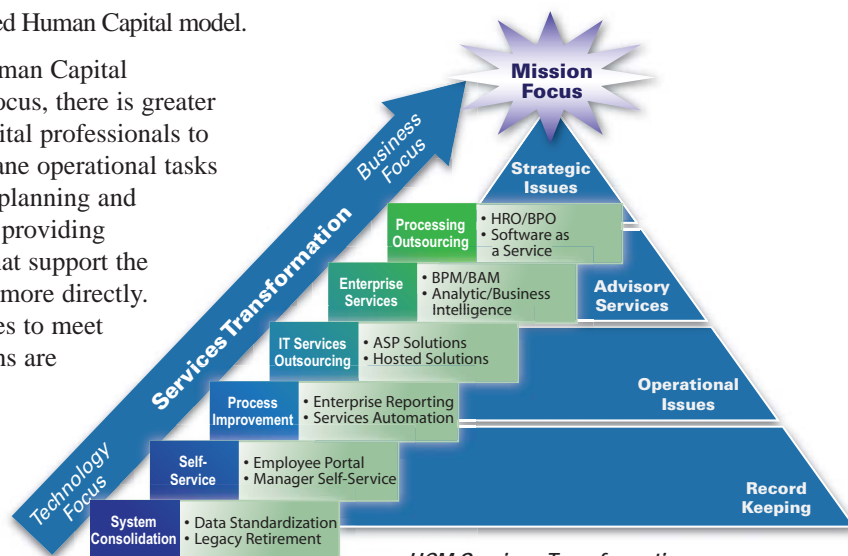 ed Human Capital model.
man Capital
ocus, there is greater
ital professionals to
ane operational tasks
planning and
providing
hat support the
more directly.
es to meet
ns are
Mission
Focus
Business
Focus
Services Transformation
Technology
Focus
Strategic
Issues
Processing
Outsourcing
• HRO/BPO
• Software as
a Service
Enterprise
Services
• BPM/BAM
• Analytic/Business
Intelligence
Advisory
Services
IT Services
Outsourcing
• ASP Solutions
• Hosted Solutions
Operational
Issues
Process
Improvement
• Enterprise Reporting
• Services Automation
Self-
Service
• Employee Portal
• Manager Self-Service
Record
Keeping
System
Consolidation
• Data Standardization
• Legacy Retirement